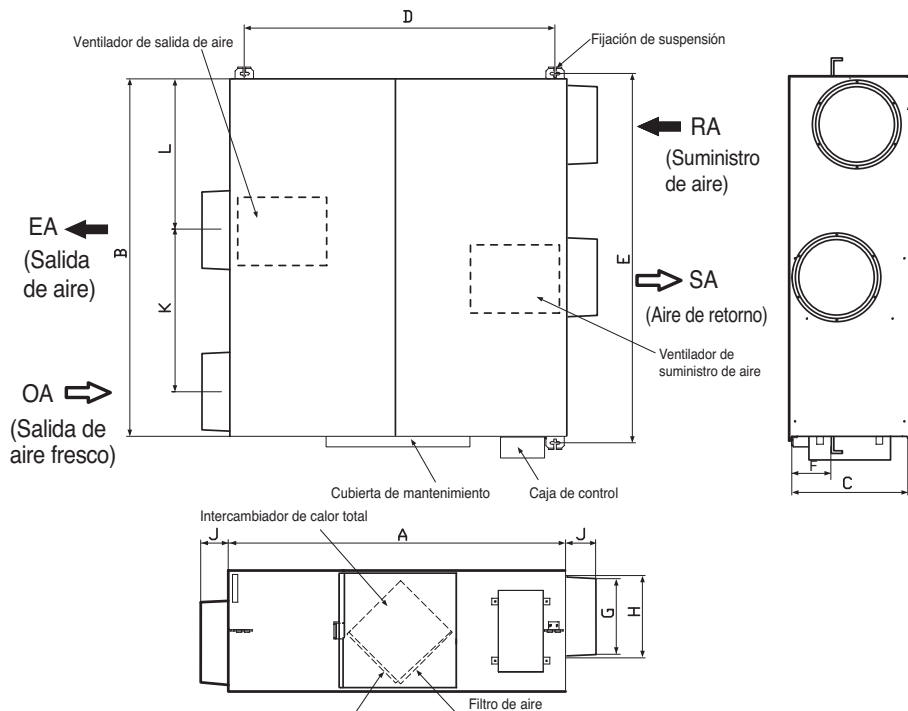 D
Ventilador de salida de aire
Fijación de suspensión
L
RA
(Suministro
de aire)
EA
(Salida
de aire)
B
E
SA
K
(Aire de retorno)
Ventilador de
suministro de aire
OA
(Salida de
aire fresco)
F
C
Cubierta de mantenimiento
Caja de control
Intercambiador de calor total
J
A
J
G
H
Filtro de aire